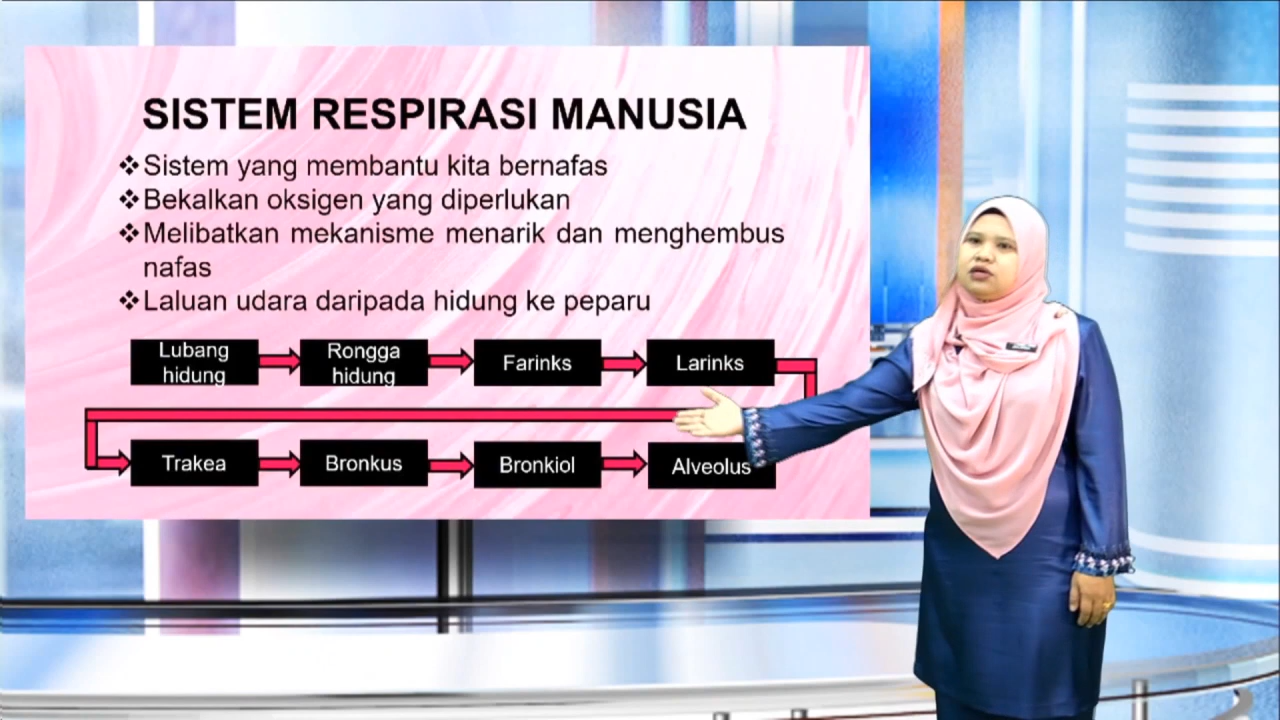 SISTEM RESPIRASI MANUSIA
❖Sistem yang membantu kita bernafas
❖Bekalkan oksigen yang diperlukan
❖Melibatkan mekanisme menarik dan menghembus
nafas
❖Laluan udara daripada hidung ke peparu
Lubang
hidung
Rongga
hidung
Farinks
Larinks
Trakea
Bronkus
Bronkiol
Alveolus